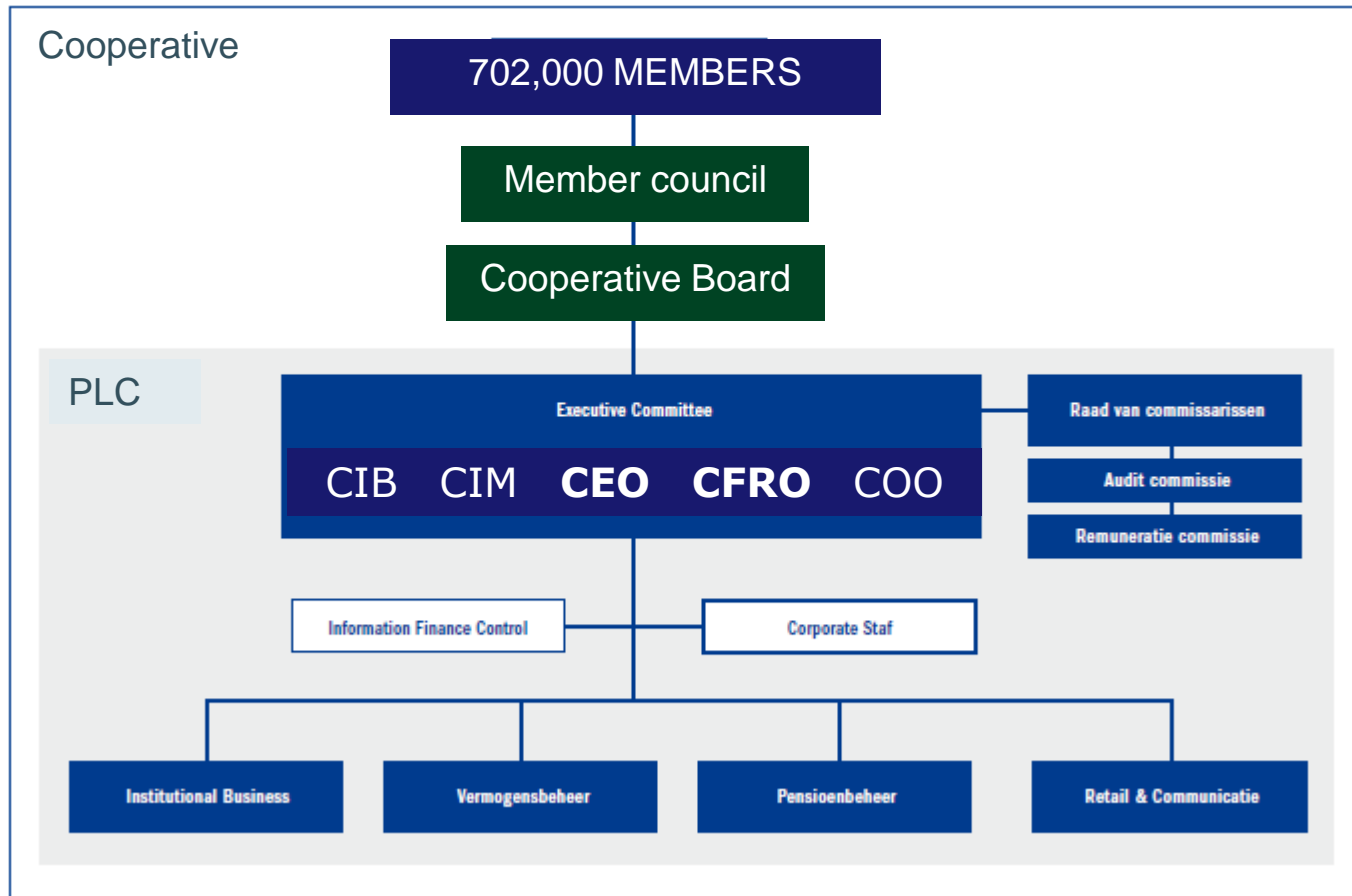 Cooperative
702,000 MEMBERS
Member council
Cooperative Board
PLC
Executive Committee
CIB CIM CEO CFRO COO
Raad van commissarissen
Audit commissie
Remuneratie commissie
Information Finance Control
Corporate Staf
Institutional Business
Vermogensbeheer
Pensioenbeheer
Retail & Communicatie